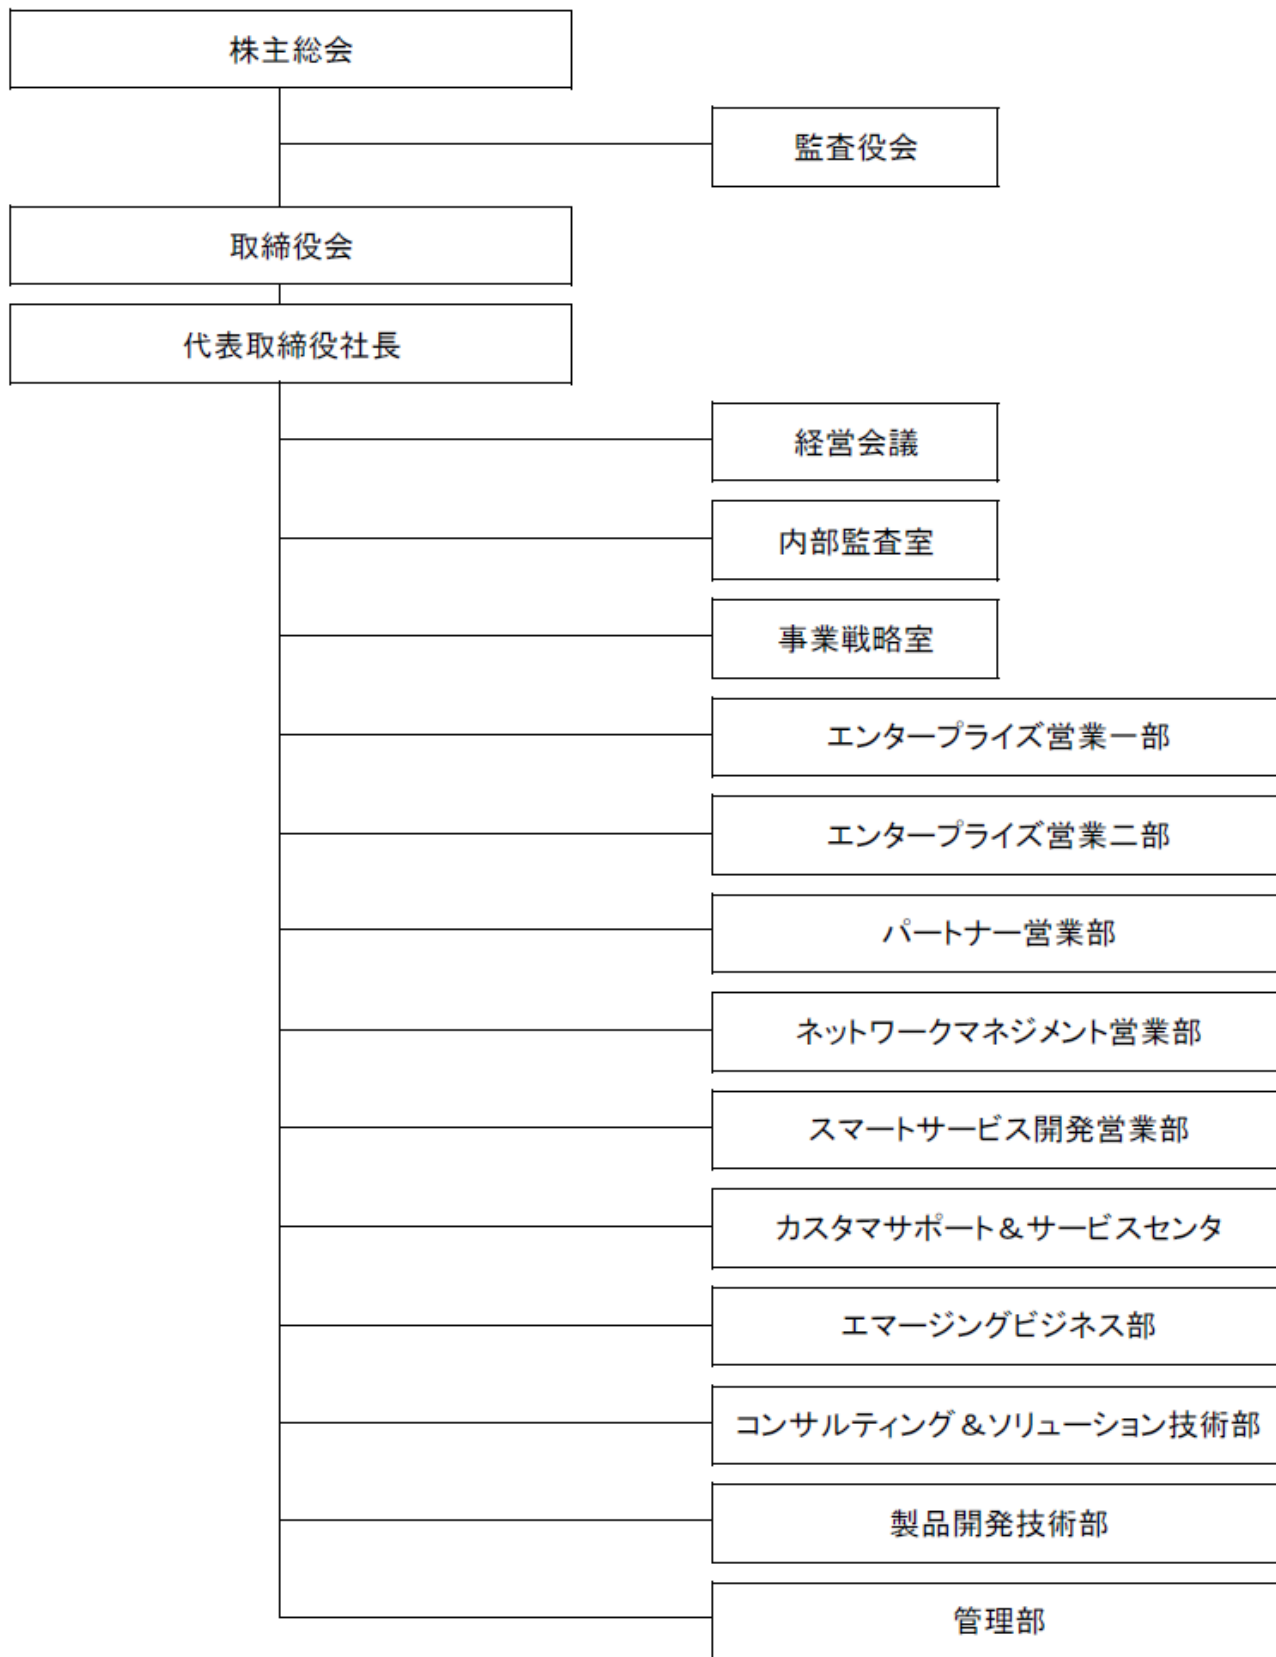 株主総会
監査役会
取締役会
代表取締役社長
経営会議
内部監査室
事業戦略室
エンタープライズ営業一部
エンタープライズ営業二部
パートナー営業部
ネットワークマネジメント営業部
スマートサービス開発営業部
カスタマサポート＆サービスセンタ
エマージングビジネス部
コンサルティング＆ソリューション技術部
製品開発技術部
管理部